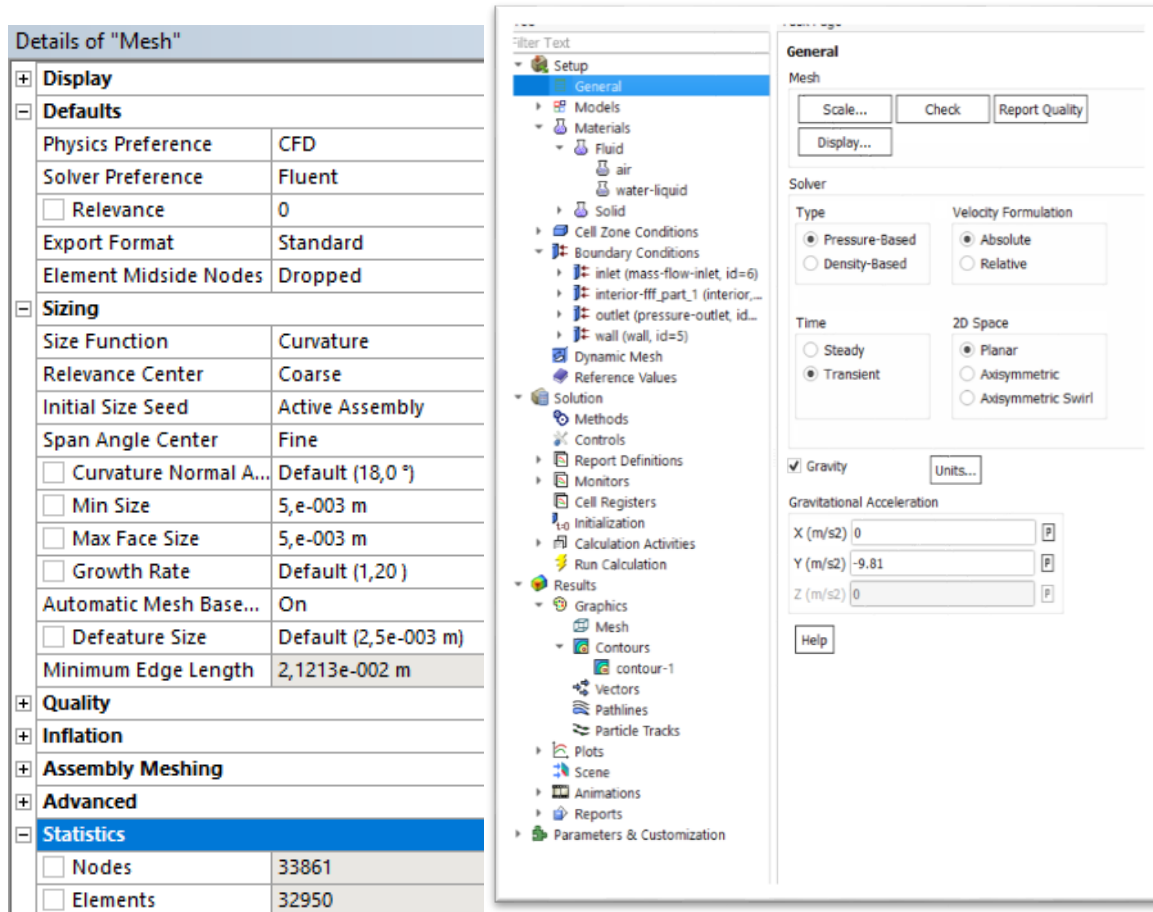 Details of "Mesh"
Display
Defaults
Physics Preference CFD
Solver Preference Fluent
Relevance 0
Export Format Standard
Element Midside Nodes Dropped
Sizing
Size Function Curvature
Relevance Center Coarse
Initial Size Seed Active Assembly
Span Angle Center Fine
Curvature Normal A... Default (18,0 °)
Min Size 5,e-003 m
Max Face Size 5,e-003 m
Growth Rate Default (1,20 )
Automatic Mesh Base... On
Defeature Size Default (2,5e-003 m)
Minimum Edge Length 2,1213e-002 m
Quality
Inflation
Assembly Meshing
Advanced
Statistics
Nodes 33861
Elements 32950
Filter Text
Setup
General
Models
Materials
Fluid
air
water-liquid
Solid
Cell Zone Conditions
Boundary Conditions
inlet (mass-flow-inlet, id=6)
interior-fff_part_1 (interior,...
outlet (pressure-outlet, id...
wall (wall, id=5)
Dynamic Mesh
Reference Values
Solution
Methods
Controls
Report Definitions
Monitors
Cell Registers
t=0 Initialization
Calculation Activities
Run Calculation
Results
Graphics
Mesh
Contours
contour-1
Vectors
Pathlines
Particle Tracks
Plots
Scene
Animations
Reports
Parameters & Customization
General
Mesh
Scale... Check Report Quality
Display...
Solver
Type Velocity Formulation
Pressure-Based Absolute
Density-Based Relative
Time 2D Space
Steady Planar
Transient Axisymmetric
Axisymmetric Swirl
Gravity Units...
Gravitational Acceleration
X (m/s2) 0 P
Y (m/s2) -9.81 P
Z (m/s2) 0 P
Help